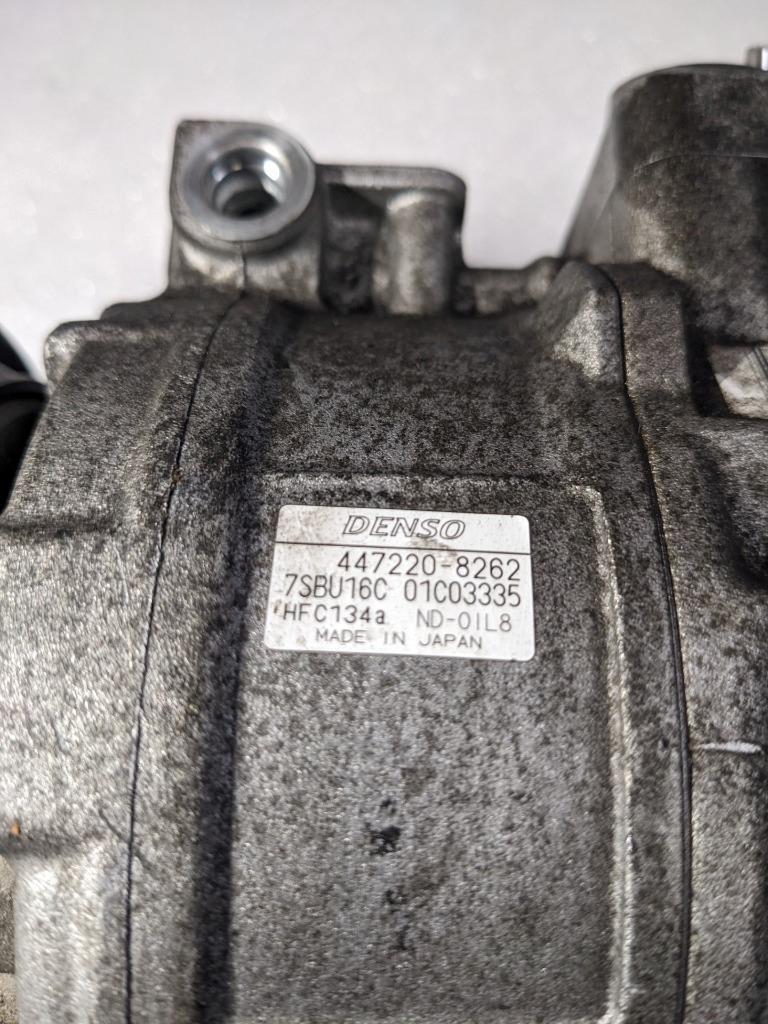 DENSO
447220-8262
7SBU16C 01C03335
HFC134a ND-OIL8
MADE IN JAPAN